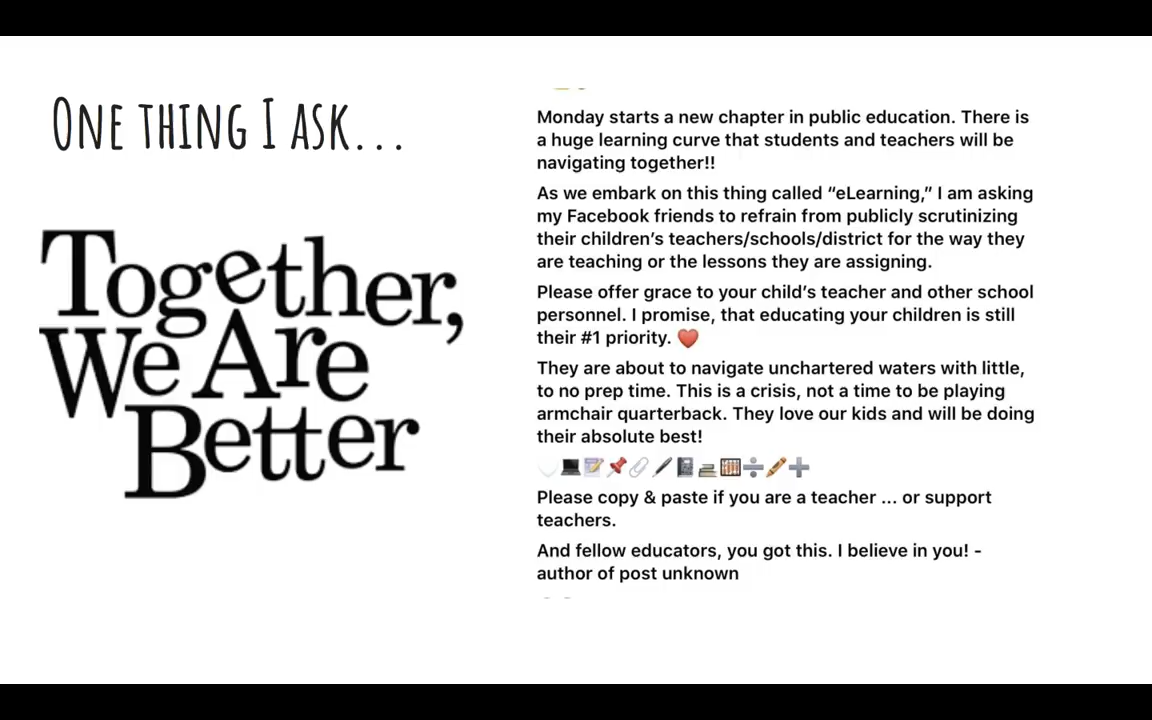 One thing I ask...
Together,
We Are
Better
Monday starts a new chapter in public education. There is
a huge learning curve that students and teachers will be
navigating together!!
As we embark on this thing called “eLearning,” I am asking
my Facebook friends to refrain from publicly scrutinizing
their children’s teachers/schools/district for the way they
are teaching or the lessons they are assigning.
Please offer grace to your child’s teacher and other school
personnel. I promise, that educating your children is still
their #1 priority. ♥️
They are about to navigate unchartered waters with little,
to no prep time. This is a crisis, not a time to be playing
armchair quarterback. They love our kids and will be doing
their absolute best!
🤍💻📝📌📎🖊📓📚🧮➗🖍➕
Please copy & paste if you are a teacher ... or support
teachers.
And fellow educators, you got this. I believe in you! -
author of post unknown